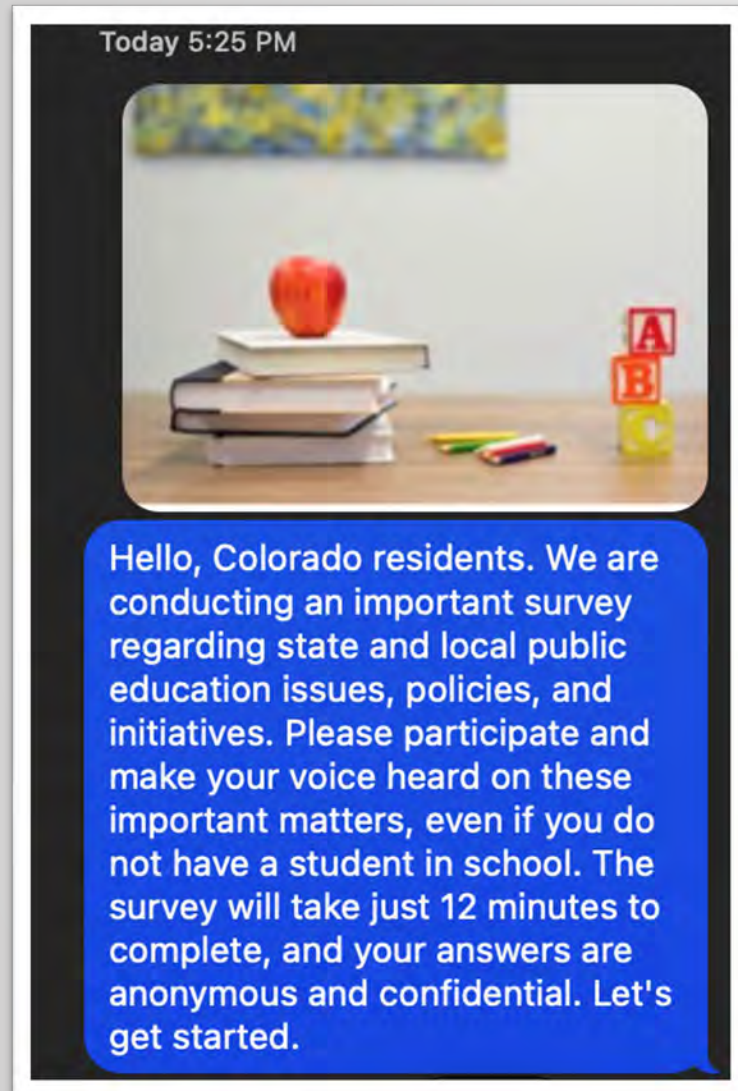 Today 5:25 PM
A
B
C
Hello, Colorado residents. We are
conducting an important survey
regarding state and local public
education issues, policies, and
initiatives. Please participate and
make your voice heard on these
important matters, even if you do
not have a student in school. The
survey will take just 12 minutes to
complete, and your answers are
anonymous and confidential. Let's
get started.